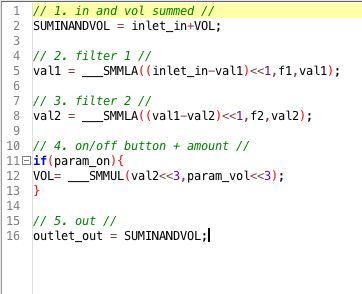 1 // 1. in and vol summed //
2 SUMINANDVOL = inlet_in+VOL;
3
4 // 2. filter 1 //
5 val1 = ___SMMLA((inlet_in-val1)<<1,f1,val1);
6
7 // 3. filter 2 //
8 val2 = ___SMMLA((val1-val2)<<1,f2,val2);
9
10 // 4. on/off button + amount //
11 if(param_on){
12 VOL= ___SMMUL(val2<<3,param_vol<<3);
13 }
14
15 // 5. out //
16 outlet_out = SUMINANDVOL;